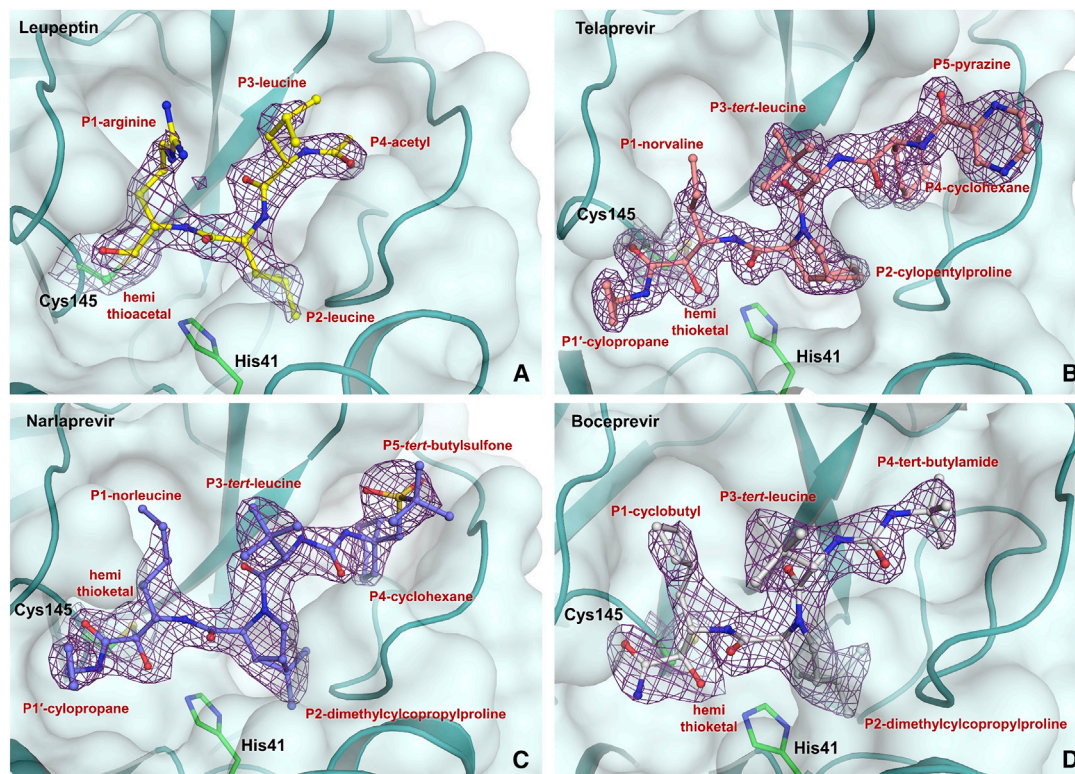 Leupeptin
P3-leucine
P1-arginine
P4-acetyl
Cys145
hemi
thioacetal
P2-leucine
His41
A
Telaprevir
P5-pyrazine
P3-tert-leucine
P1-norvaline
P4-cyclohexane
Cys145
P2-cylopentylproline
hemi
thioketal
P1′-cylopropane
His41
B
Narlaprevir
P5-tert-butylsulfone
P1-norleucine
P3-tert-leucine
hemi
thioketal
P4-cyclohexane
Cys145
P1′-cylopropane
P2-dimethylcylcopropylproline
His41
C
Boceprevir
P4-tert-butylamide
P3-tert-leucine
P1-cyclobutyl
Cys145
hemi
thioketal
P2-dimethylcylcopropylproline
His41
D